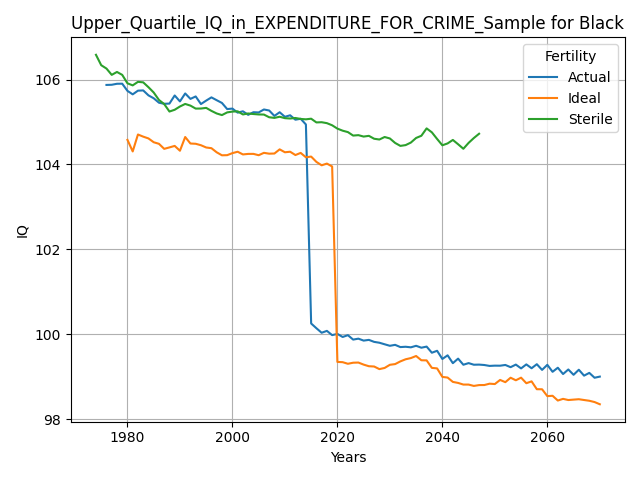 Upper_Quartile_IQ_in_EXPENDITURE_FOR_CRIME_Sample for Black
Fertility
Actual
Ideal
Sterile
IQ
106
104
102
100
98
1980
2000
2020
2040
2060
Years